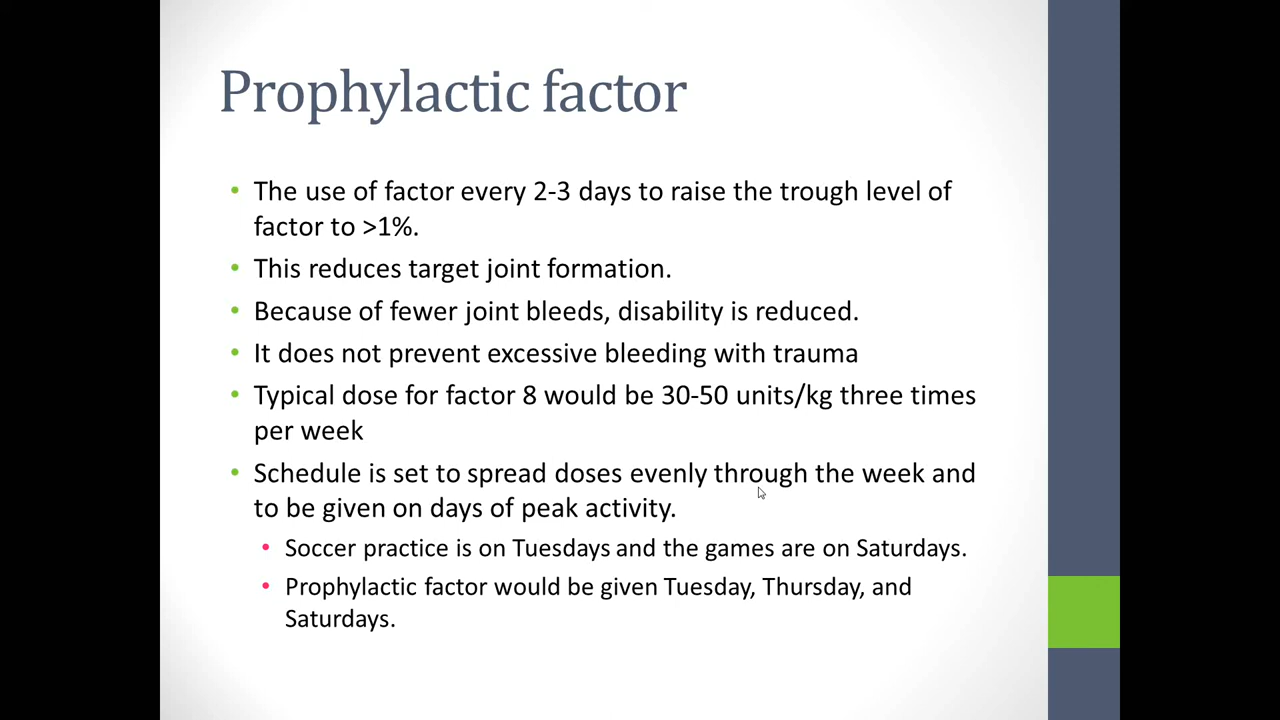 Prophylactic factor
• The use of factor every 2-3 days to raise the trough level of
factor to >1%.
• This reduces target joint formation.
• Because of fewer joint bleeds, disability is reduced.
• It does not prevent excessive bleeding with trauma
• Typical dose for factor 8 would be 30-50 units/kg three times
per week
• Schedule is set to spread doses evenly through the week and
to be given on days of peak activity.
• Soccer practice is on Tuesdays and the games are on Saturdays.
• Prophylactic factor would be given Tuesday, Thursday, and
Saturdays.